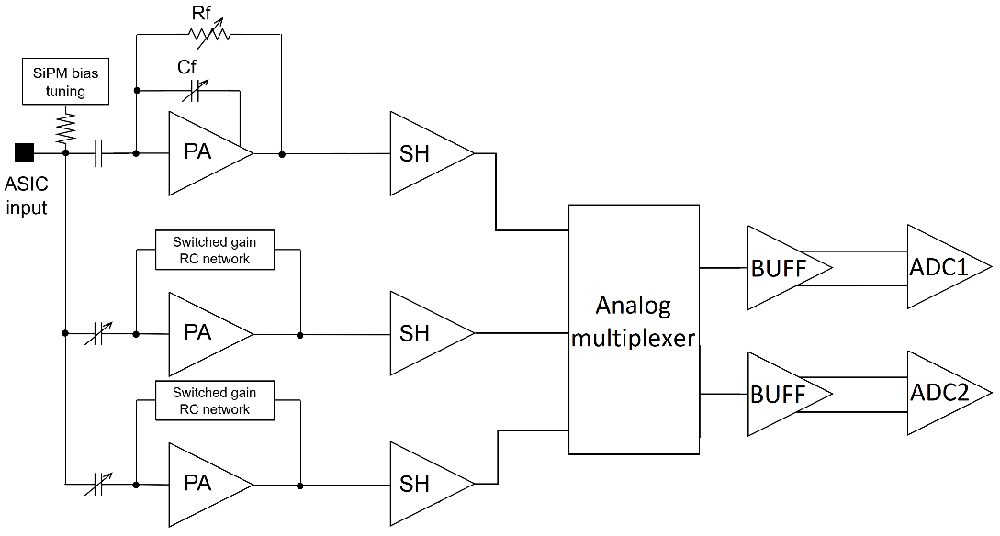 Rf
Cf
SiPM bias
tuning
PA
SH
ASIC
input
Switched gain
RC network
PA
SH
Switched gain
RC network
PA
SH
Analog
multiplexer
BUFF
ADC1
BUFF
ADC2